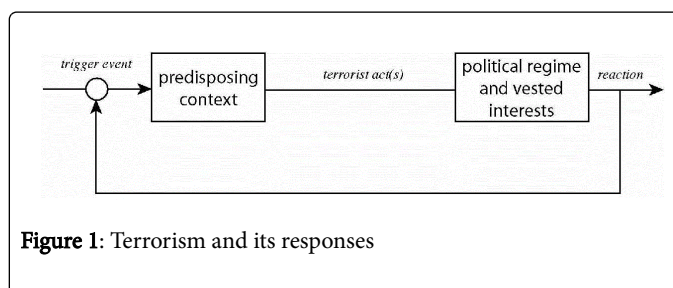 trigger event
predisposing
context
terrorist act(s)
political regime
and vested
interests
reaction
Figure 1: Terrorism and its responses